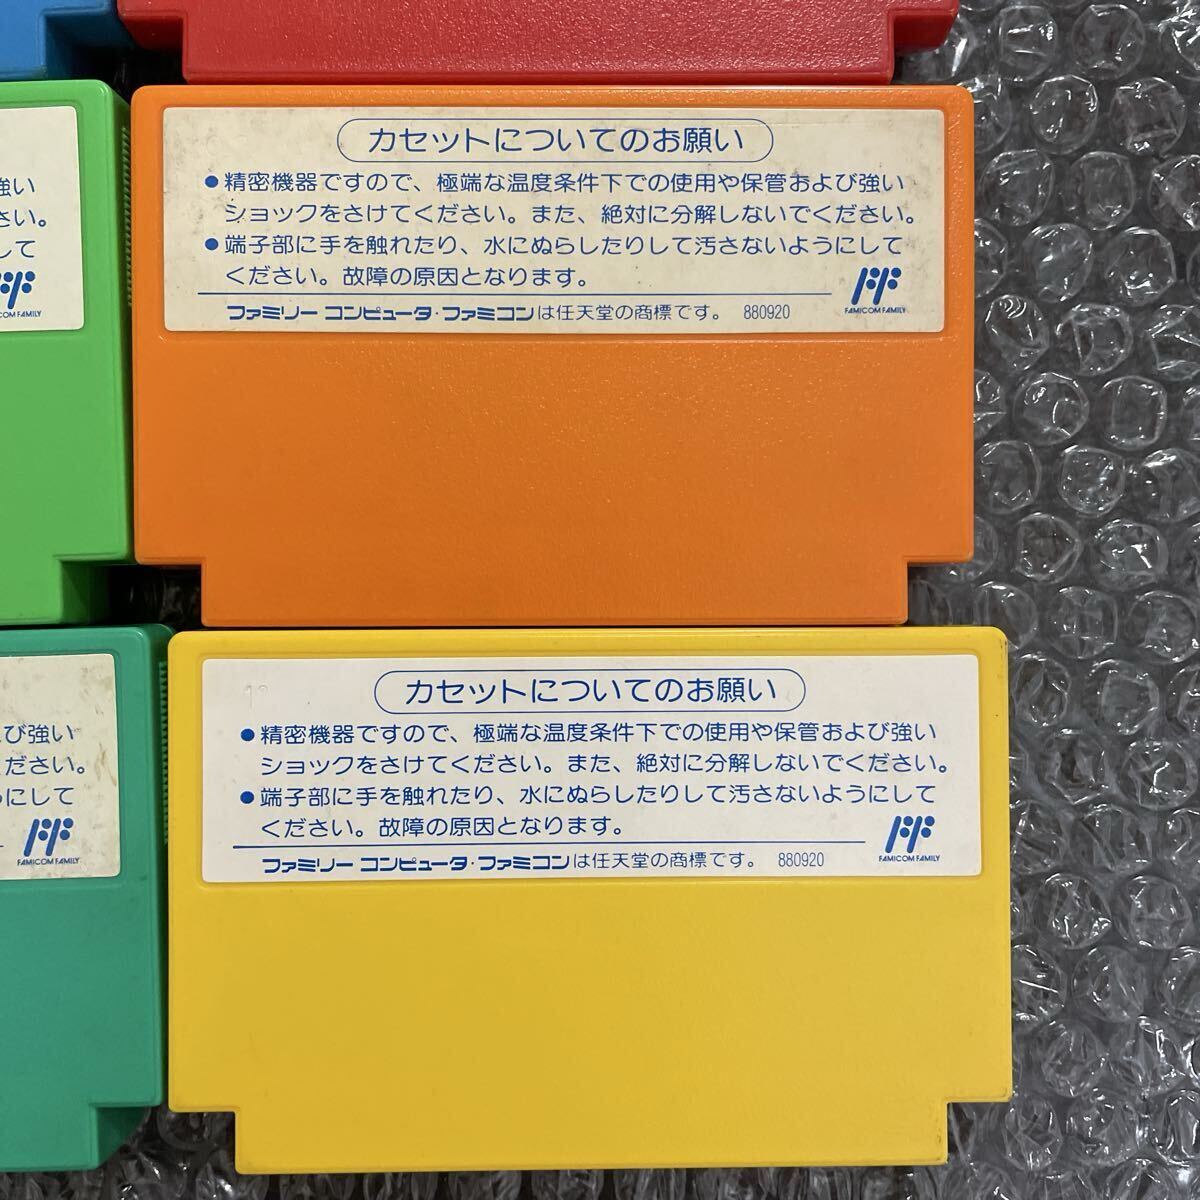 強い
さい。
して
FAMICOM FAMILY
カセットについてのお願い
●精密機器ですので、極端な温度条件下での使用や保管および強い
ショックをさけてください。また、絶対に分解しないでください。
●端子部に手を触れたり、水にぬらしたりして汚さないようにして
ください。故障の原因となります。
ファミリー コンピュータ・ファミコンは任天堂の商標です。 880920
FAMICOM FAMILY
び強い
ください。
にして
FAMICOM FAMILY
カセットについてのお願い
●精密機器ですので、極端な温度条件下での使用や保管および強い
ショックをさけてください。また、絶対に分解しないでください。
●端子部に手を触れたり、水にぬらしたりして汚さないようにして
ください。故障の原因となります。
ファミリー コンピュータ・ファミコンは任天堂の商標です。 880920
FAMICOM FAMILY